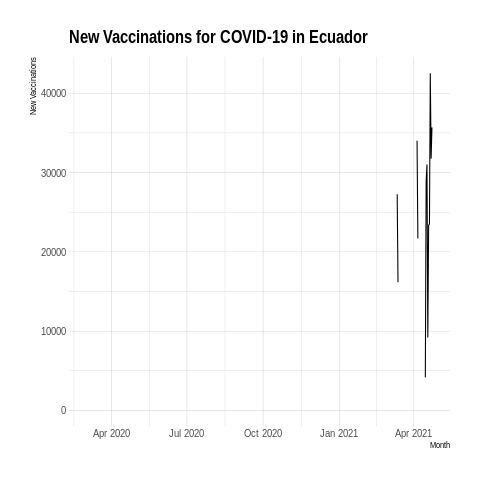 New Vaccinations for COVID-19 in Ecuador
New Vaccinations
40000
30000
20000
10000
0
Apr 2020 Jul 2020 Oct 2020 Jan 2021 Apr 2021
Month